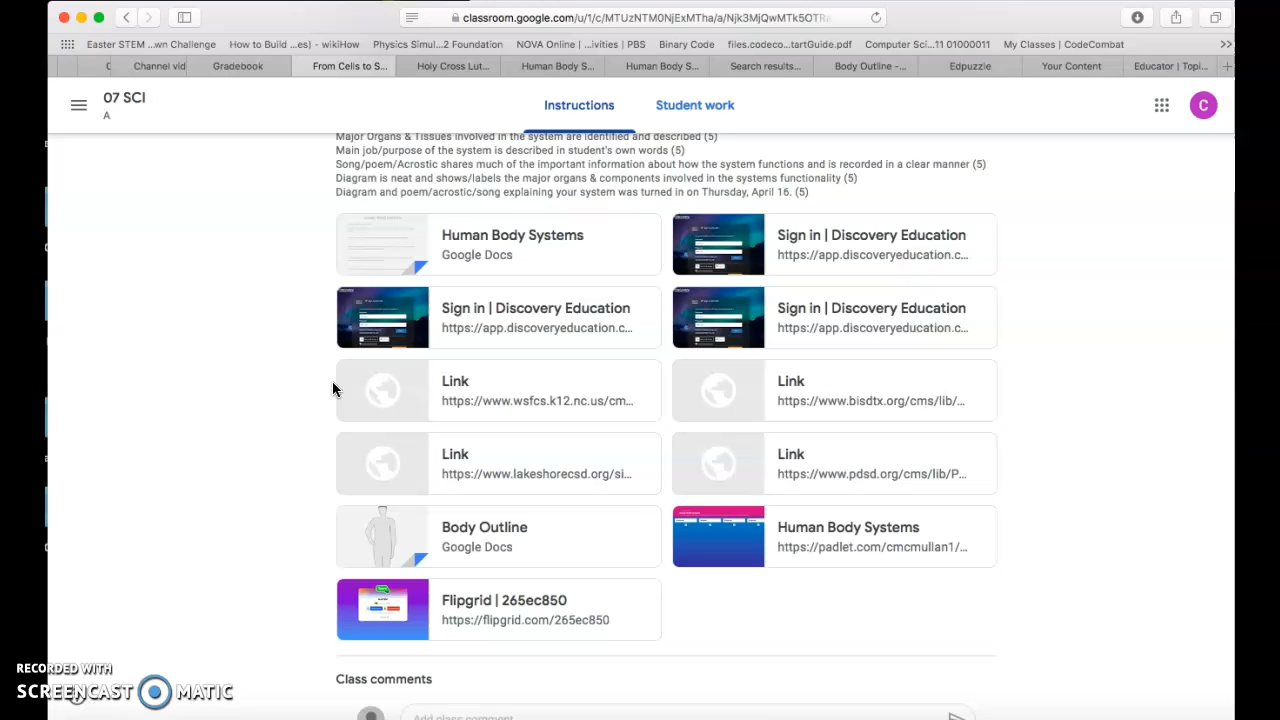 classroom.google.com/u/1/c/MTUzNTM0NjExMTha/a/Njk3MjQwMTk5OTRa
Easter STEM ...wn Challenge How to Build ...es) - wikiHow Physics Simul...2 Foundation NOVA Online | ...ivities | PBS Binary Code files.codeco...tartGuide.pdf Computer Sci...11 01000011 My Classes | CodeCombat
Channel vid Gradebook From Cells to S... Holy Cross Lut... Human Body S... Human Body S... Search results... Body Outline -... Edpuzzle Your Content Educator | Topi...
07 SCI
A
Instructions Student work
C
Major Organs & Tissues involved in the system are identified and described (5)
Main job/purpose of the system is described in student's own words (5)
Song/poem/Acrostic shares much of the important information about how the system functions and is recorded in a clear manner (5)
Diagram is neat and shows/labels the major organs & components involved in the systems functionality (5)
Diagram and poem/acrostic/song explaining your system was turned in on Thursday, April 16. (5)
Human Body Systems
Google Docs
Sign in | Discovery Education
https://app.discoveryeducation.c...
Sign in | Discovery Education
https://app.discoveryeducation.c...
Sign in | Discovery Education
https://app.discoveryeducation.c...
Link
https://www.wsfcs.k12.nc.us/cm...
Link
https://www.bisdtx.org/cms/lib/...
Link
https://www.lakeshorecsd.org/si...
Link
https://www.pdsd.org/cms/lib/P...
Body Outline
Google Docs
Human Body Systems
https://padlet.com/cmcmullan1/...
Flipgrid | 265ec850
https://flipgrid.com/265ec850
Class comments
Add class comment
RECORDED WITH
SCREENCAST MATIC